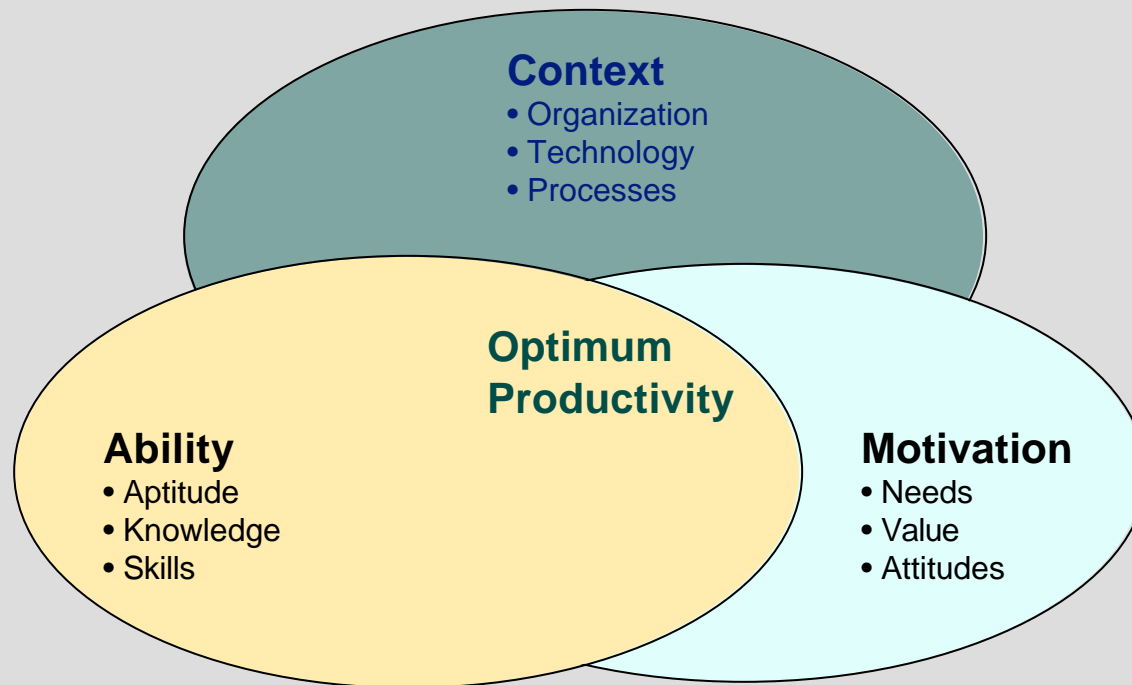 Context
• Organization
• Technology
• Processes
Optimum
Productivity
Ability
• Aptitude
• Knowledge
• Skills
Motivation
• Needs
• Value
• Attitudes